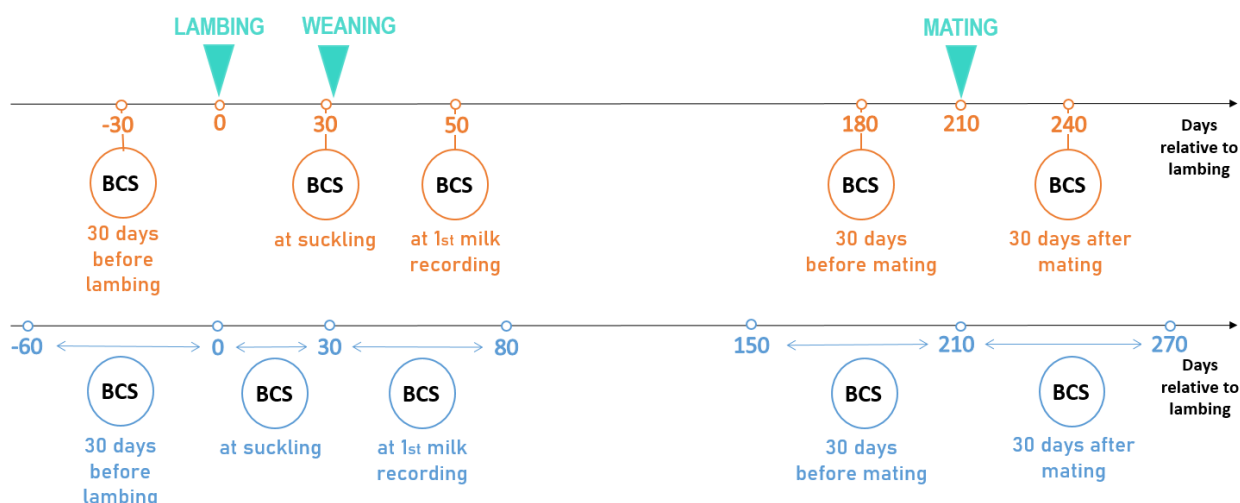 LAMBING
WEANING
MATING
-30
0
30
50
180
210
240
Days
relative to
lambing
BCS
BCS
BCS
BCS
BCS
30 days
before
lambing
at suckling
at 1st milk
recording
30 days
before mating
30 days after
mating
-60
0
30
80
150
210
270
Days
relative to
lambing
BCS
BCS
BCS
BCS
BCS
30 days
before
lambing
at suckling
at 1st milk
recording
30 days
before mating
30 days after
mating